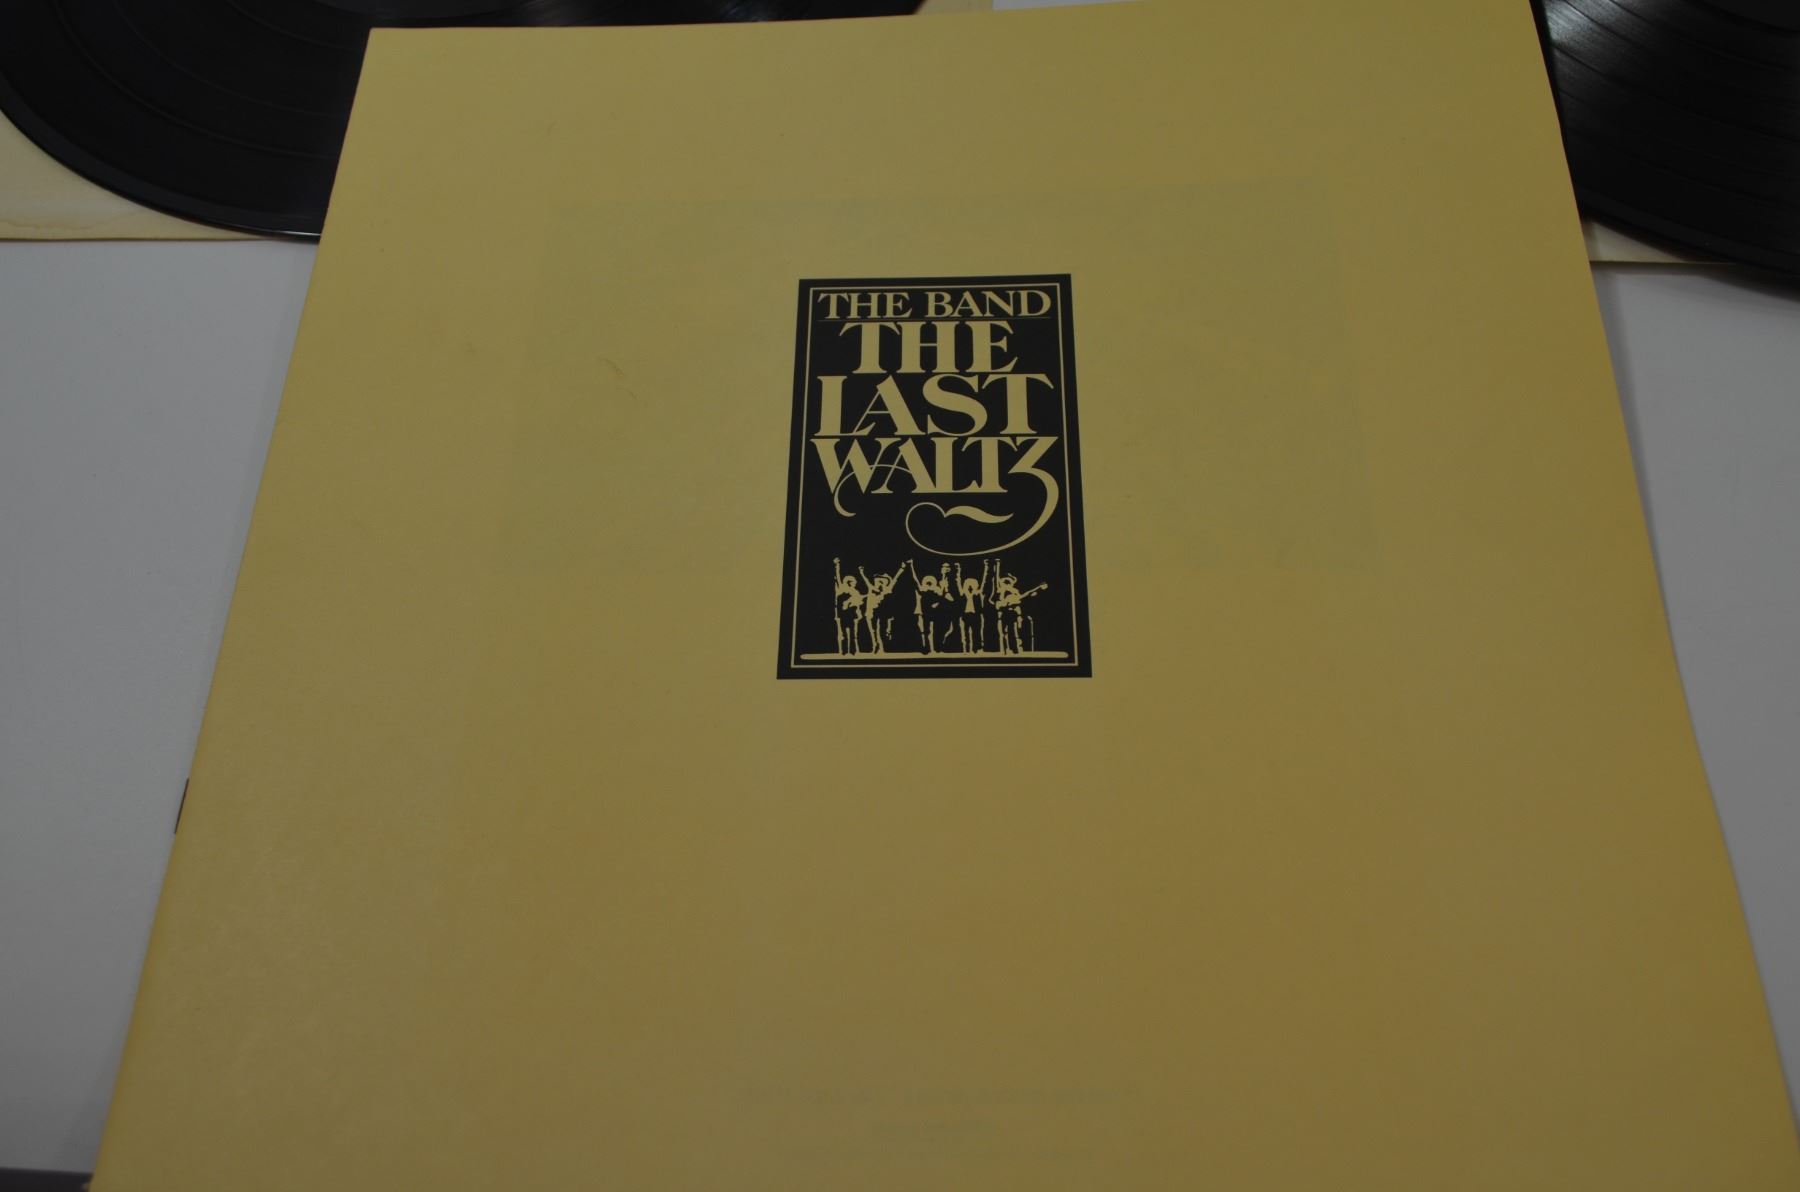 THE BAND
THE
LAST
WALTZ